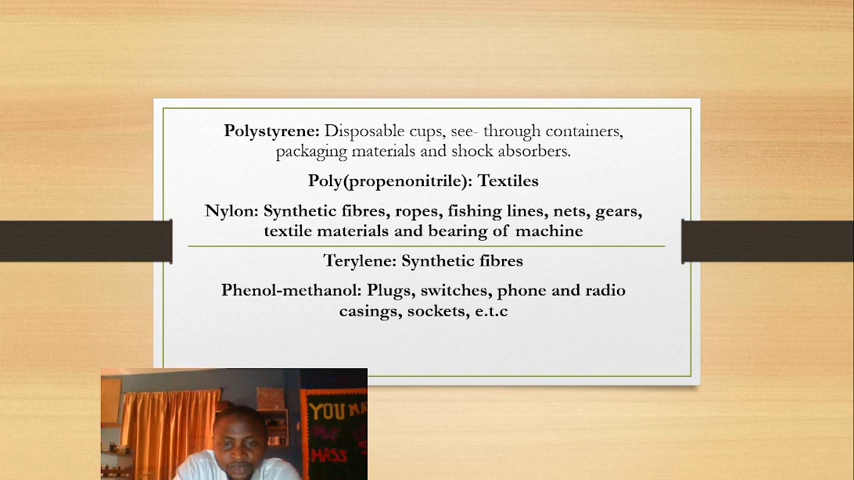 Polystyrene: Disposable cups, see- through containers,
packaging materials and shock absorbers.
Poly(propenonitrile): Textiles
Nylon: Synthetic fibres, ropes, fishing lines, nets, gears,
textile materials and bearing of machine
Terylene: Synthetic fibres
Phenol-methanol: Plugs, switches, phone and radio
casings, sockets, e.t.c
YOU
MASS